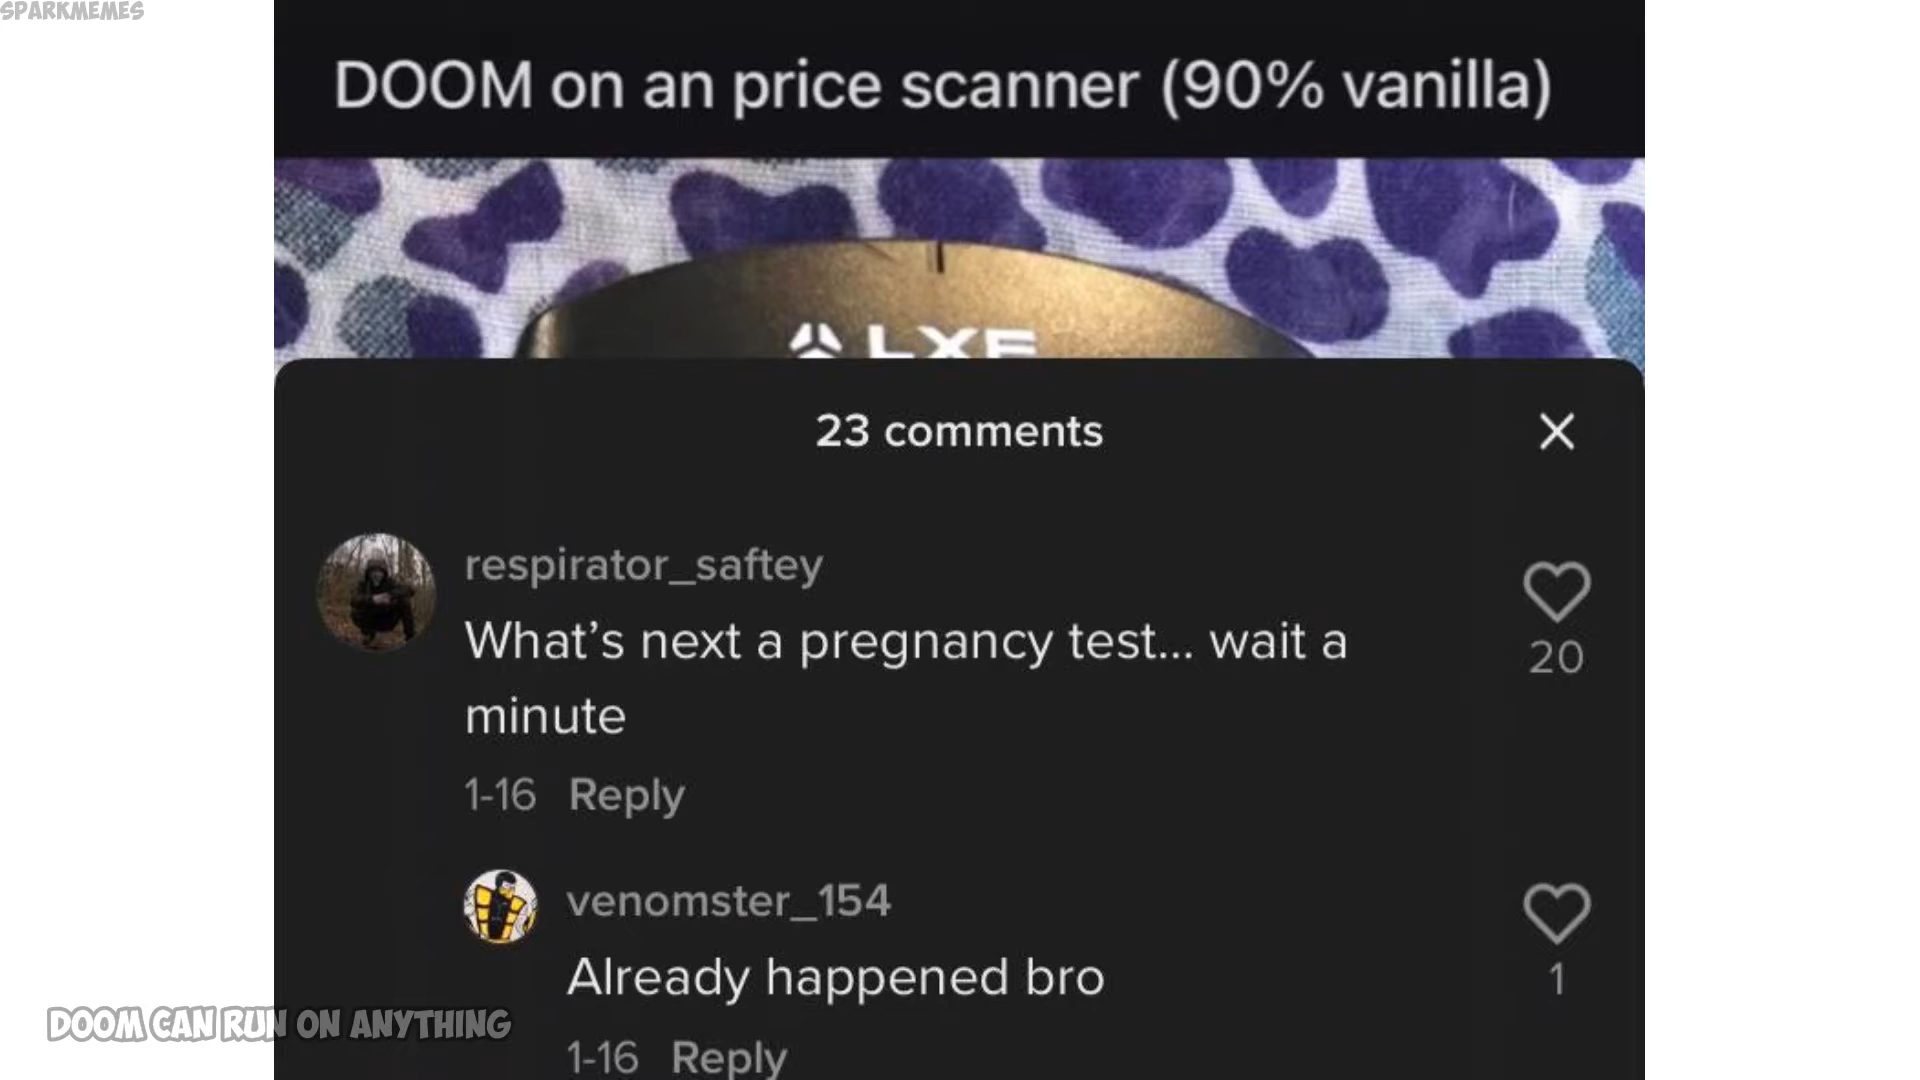 SPARKMEMES
DOOM on an price scanner (90% vanilla)
LXE
23 comments
respirator_saftey
What’s next a pregnancy test... wait a
minute
20
1-16 Reply
venomster_154
Already happened bro
1
1-16 Reply
DOOM CAN RUN ON ANYTHING